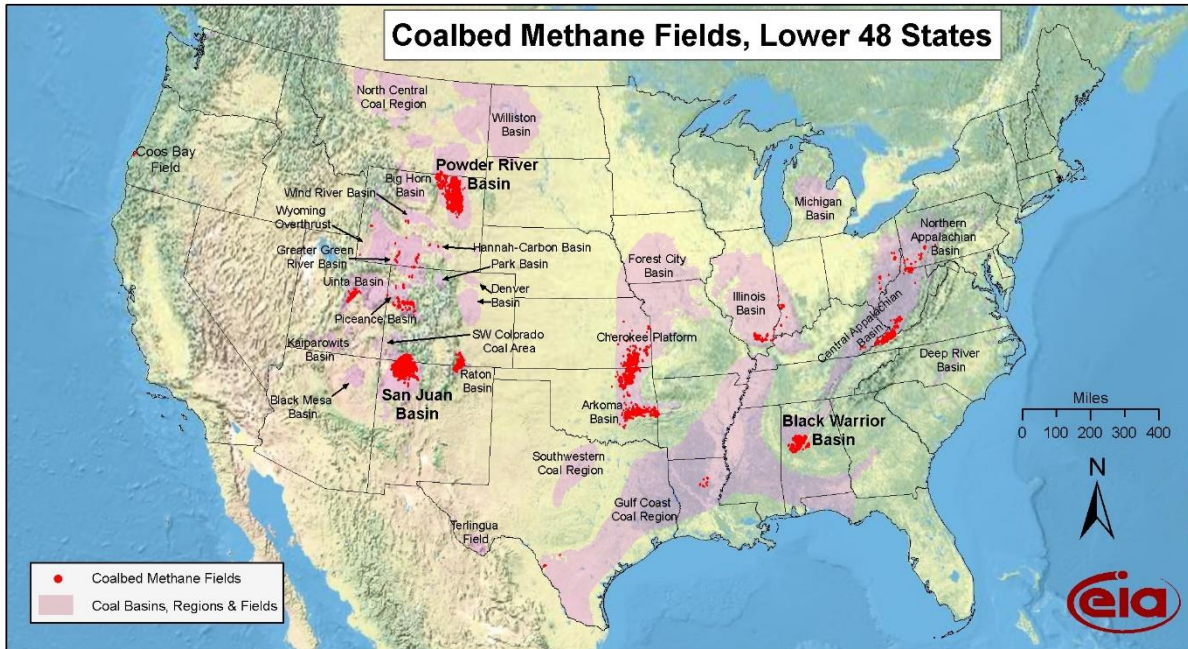 Coalbed Methane Fields, Lower 48 States
North Central
Coal Region
Williston
Basin
Coos Bay
Field
Powder River
Basin
Big Horn
Basin
Wind River Basin
Wyoming
Overthrust
Greater Green
River Basin
Hannah-Carbon Basin
Park Basin
Uinta Basin
Denver
Basin
Piceance Basin
SW Colorado
Coal Area
Kaiparowits
Basin
Black Mesa
Basin
San Juan
Basin
Raton
Basin
Forest City
Basin
Cherokee Platform
Arkoma
Basin
Michigan
Basin
Illinois
Basin
Northern
Appalachian
Basin
Central Appalachian
Basin
Deep River
Basin
Black Warrior
Basin
Southwestern
Coal Region
Gulf Coast
Coal Region
Terlingua
Field
Miles
0 100 200 300 400
N
Coalbed Methane Fields
Coal Basins, Regions & Fields
eia